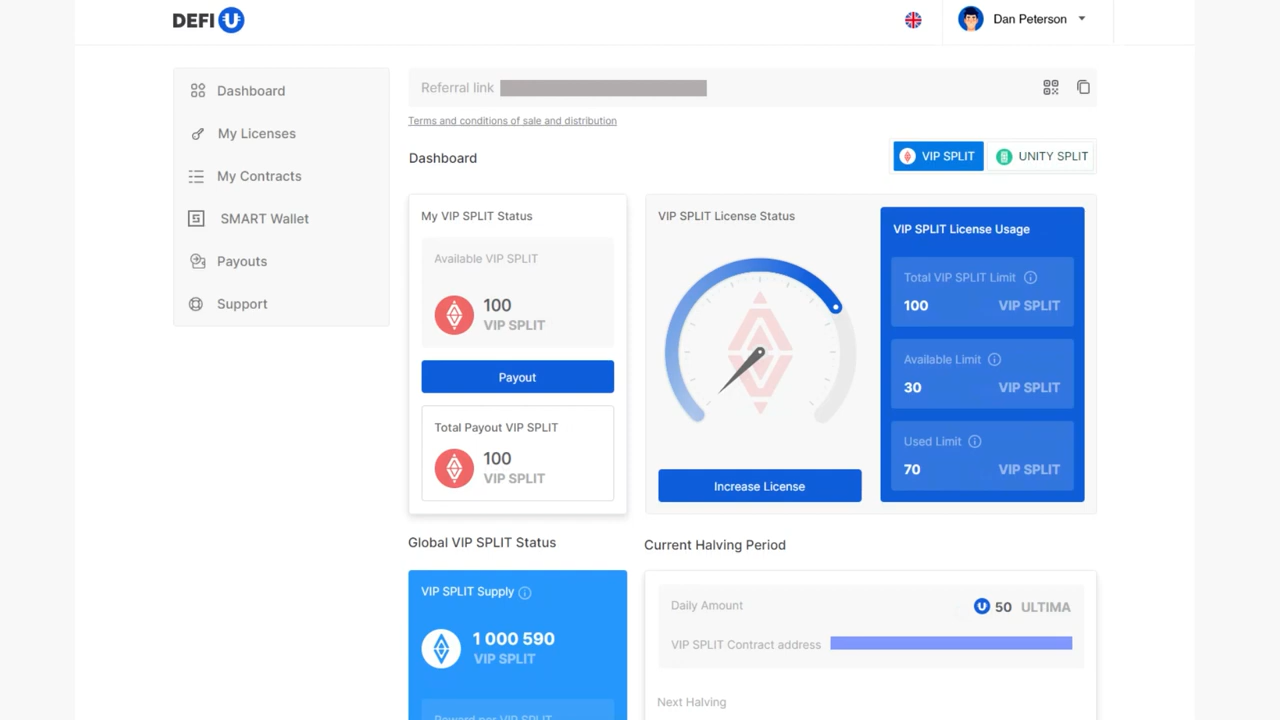 DEFI U
Dan Peterson
Dashboard
My Licenses
My Contracts
SMART Wallet
Payouts
Support
Referral link
Terms and conditions of sale and distribution
Dashboard
VIP SPLIT
UNITY SPLIT
My VIP SPLIT Status
Available VIP SPLIT
100
VIP SPLIT
Payout
Total Payout VIP SPLIT
100
VIP SPLIT
VIP SPLIT License Status
Increase License
VIP SPLIT License Usage
Total VIP SPLIT Limit
100 VIP SPLIT
Available Limit
30 VIP SPLIT
Used Limit
70 VIP SPLIT
Global VIP SPLIT Status
VIP SPLIT Supply
1 000 590
VIP SPLIT
Reward per VIP SPLIT
Current Halving Period
Daily Amount
50 ULTIMA
VIP SPLIT Contract address
Next Halving